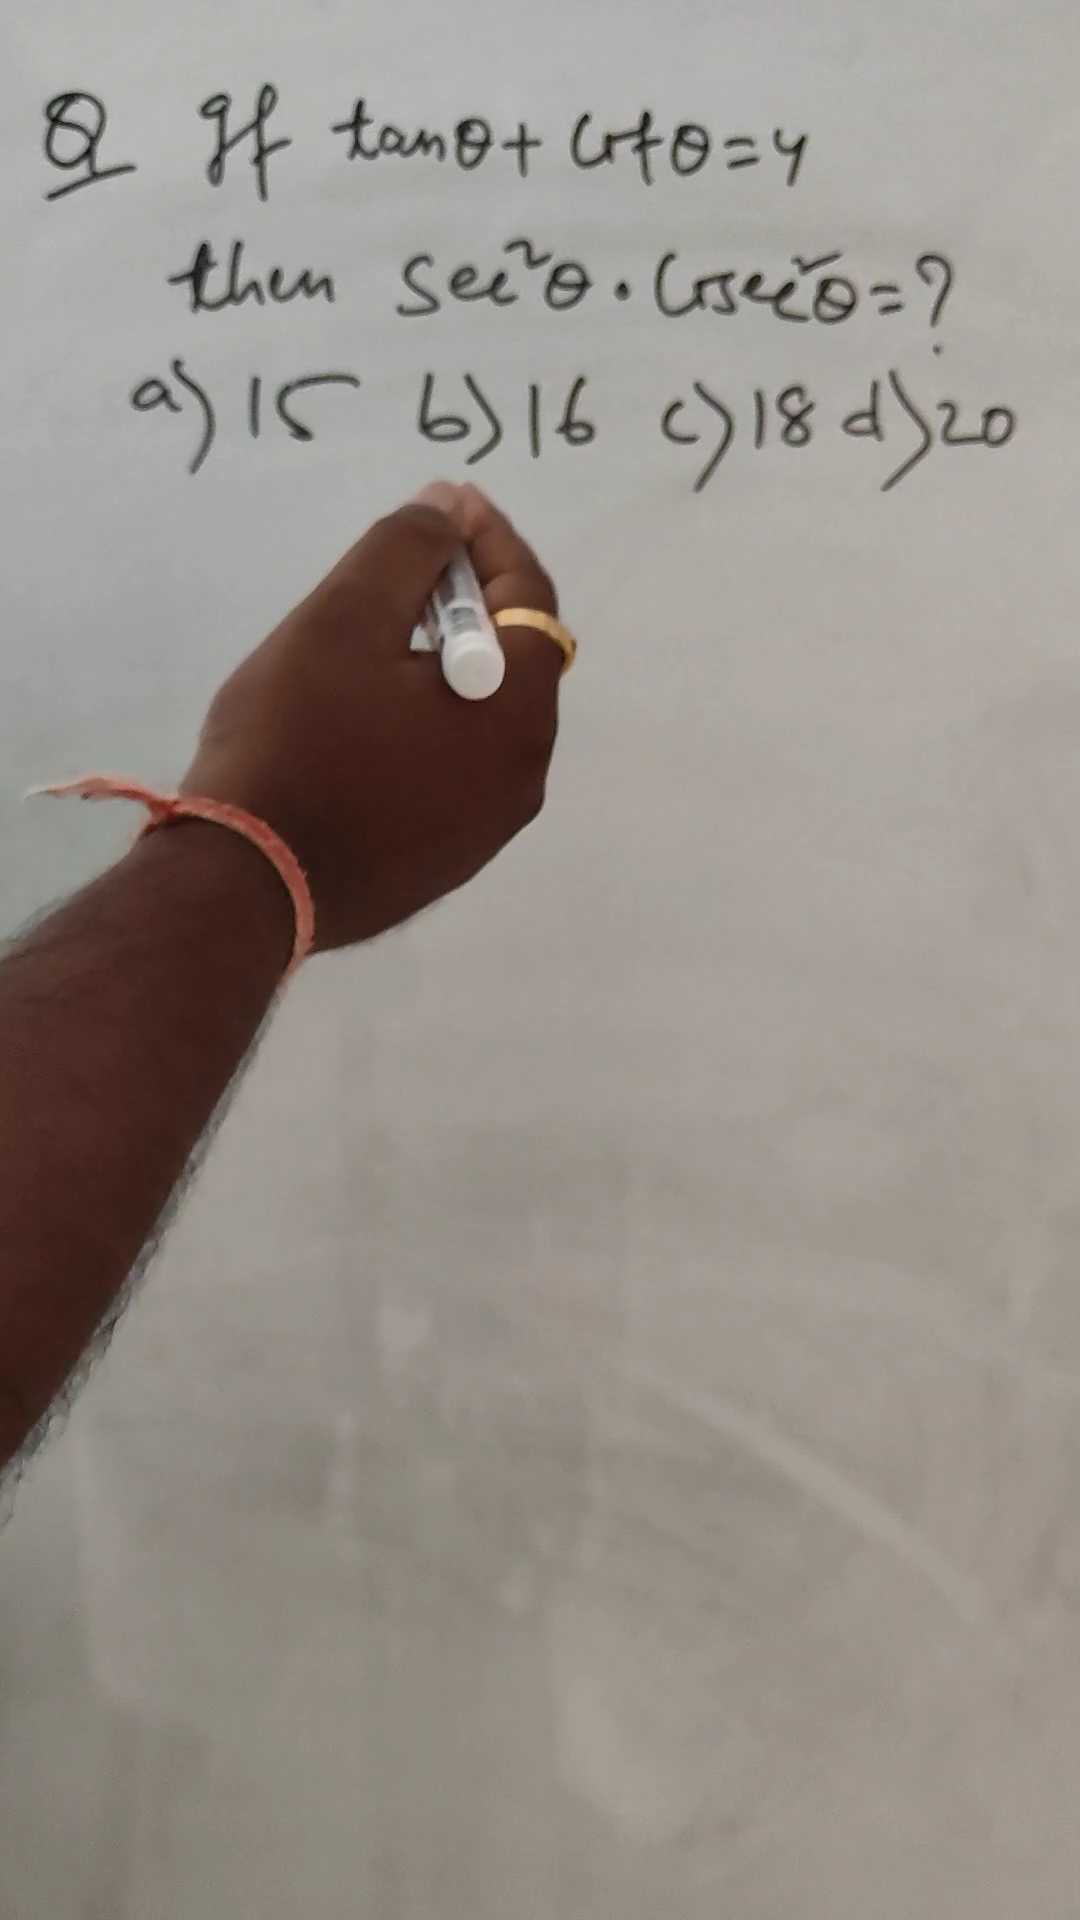 Q If tanθ + cotθ = 4
then sec²θ . cosec²θ = ?
a) 15 b) 16 c) 18 d) 20